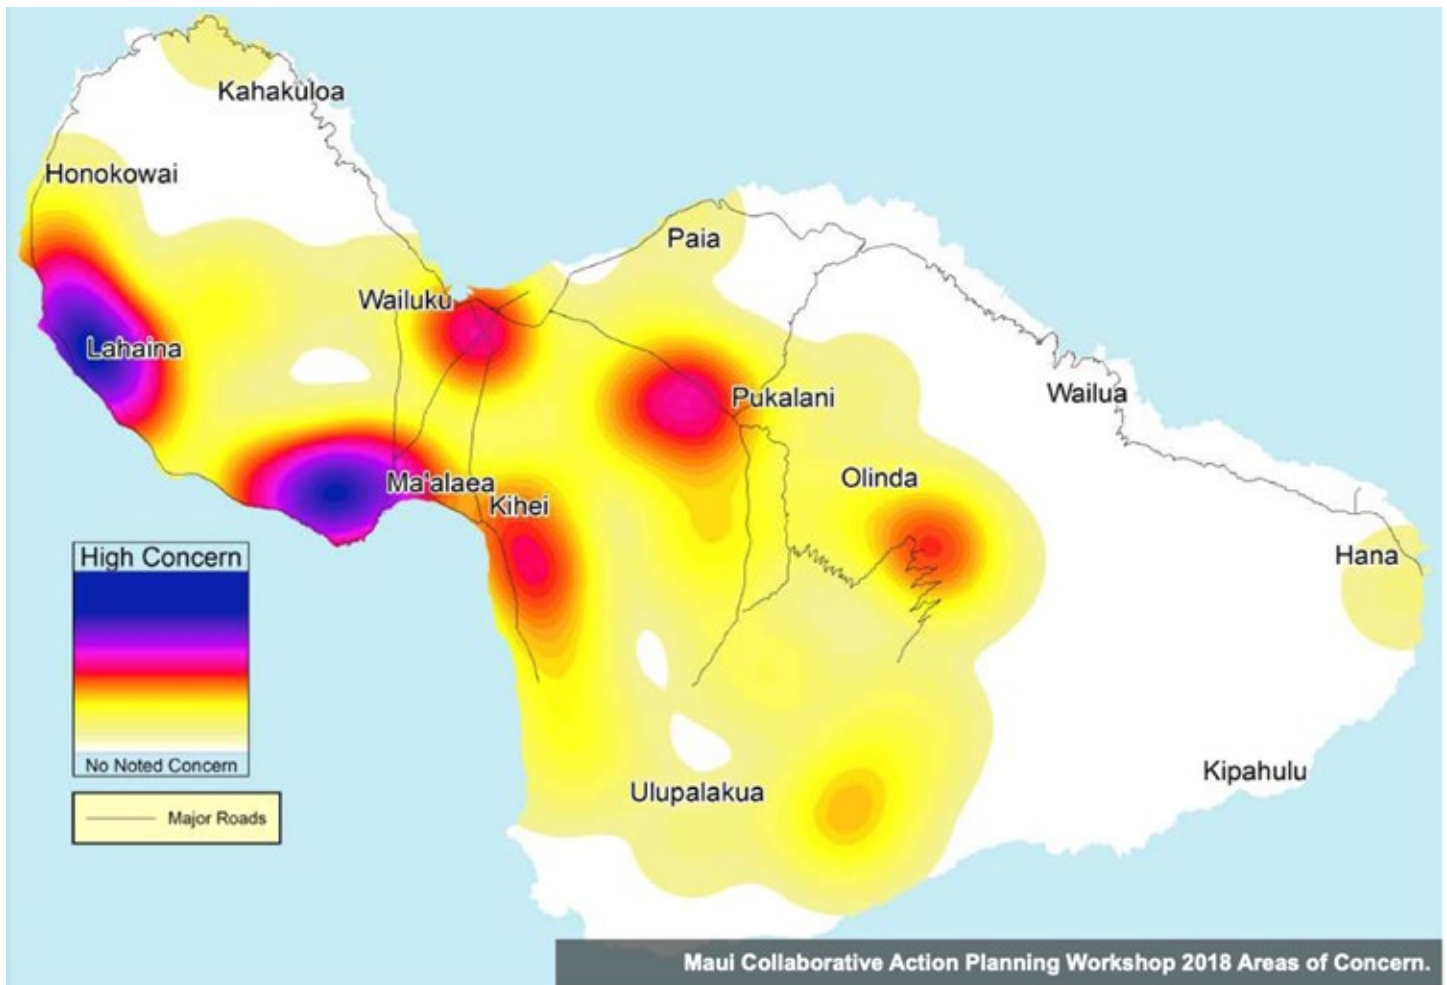 Kahakuloa
Honokowai
Paia
Wailuku
Lahaina
Pukalani
Wailua
Olinda
Ma'alaea
Kihei
Hana
High Concern
No Noted Concern
Major Roads
Kipahulu
Ulupalakua
Maui Collaborative Action Planning Workshop 2018 Areas of Concern.